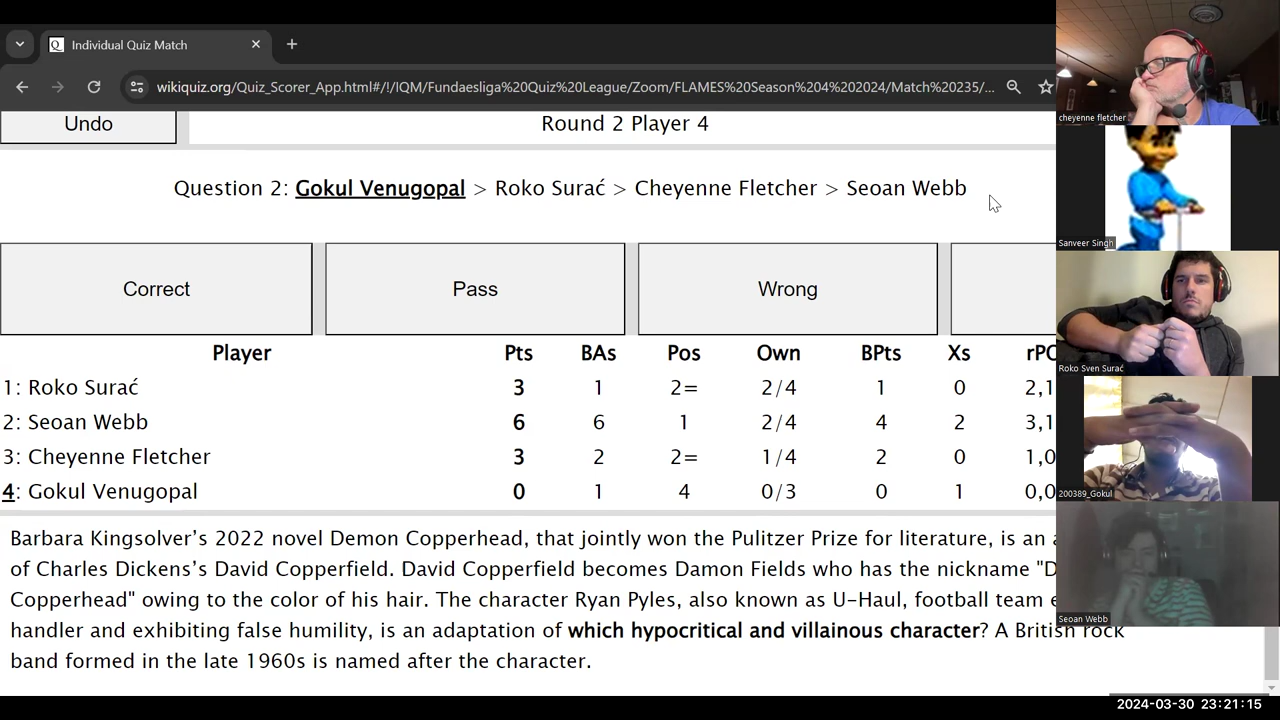 Individual Quiz Match
wikiquiz.org/Quiz_Scorer_App.html#/!/IQM/Fundaesliga%20Quiz%20League/Zoom/FLAMES%20Season%204%202024/Match%20235/...
Undo
Round 2 Player 4
Question 2: Gokul Venugopal > Roko Surać > Cheyenne Fletcher > Seoan Webb
Correct Pass Wrong
Player Pts BAs Pos Own BPts Xs rPC
1: Roko Surać 3 1 2= 2/4 1 0 2,1
2: Seoan Webb 6 6 1 2/4 4 2 3,1
3: Cheyenne Fletcher 3 2 2= 1/4 2 0 1,0
4: Gokul Venugopal 0 1 4 0/3 0 1 0,0
Barbara Kingsolver’s 2022 novel Demon Copperhead, that jointly won the Pulitzer Prize for literature, is an a
of Charles Dickens’s David Copperfield. David Copperfield becomes Damon Fields who has the nickname "D
Copperhead" owing to the color of his hair. The character Ryan Pyles, also known as U-Haul, football team e
handler and exhibiting false humility, is an adaptation of which hypocritical and villainous character? A British rock
band formed in the late 1960s is named after the character.
cheyenne fletcher
Sanveer Singh
Roko Sven Surać
200389_Gokul
Seoan Webb
2024-03-30 23:21:15